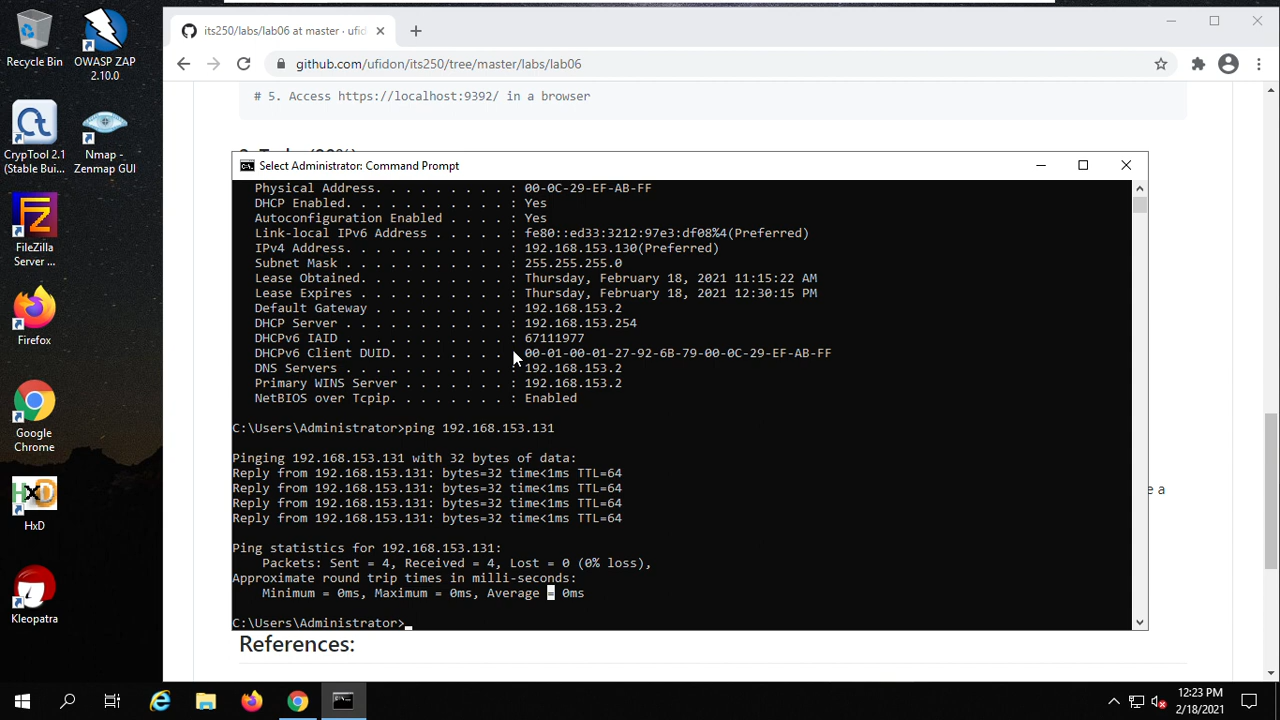 Recycle Bin
OWASP ZAP
2.10.0
CrypTool 2.1
(Stable Bui...
Nmap -
Zenmap GUI
FileZilla
Server ...
Firefox
Google
Chrome
HxD
Kleopatra
its250/labs/lab06 at master · ufid
github.com/ufidon/its250/tree/master/labs/lab06
# 5. Access https://localhost:9392/ in a browser
Select Administrator: Command Prompt
Physical Address. . . . . . . . . : 00-0C-29-EF-AB-FF
DHCP Enabled. . . . . . . . . . . : Yes
Autoconfiguration Enabled . . . . : Yes
Link-local IPv6 Address . . . . . : fe80::ed33:3212:97e3:df08%4(Preferred)
IPv4 Address. . . . . . . . . . . : 192.168.153.130(Preferred)
Subnet Mask . . . . . . . . . . . : 255.255.255.0
Lease Obtained. . . . . . . . . . : Thursday, February 18, 2021 11:15:22 AM
Lease Expires . . . . . . . . . . : Thursday, February 18, 2021 12:30:15 PM
Default Gateway . . . . . . . . . : 192.168.153.2
DHCP Server . . . . . . . . . . . : 192.168.153.254
DHCPv6 IAID . . . . . . . . . . . : 67111977
DHCPv6 Client DUID. . . . . . . . : 00-01-00-01-27-92-6B-79-00-0C-29-EF-AB-FF
DNS Servers . . . . . . . . . . . : 192.168.153.2
Primary WINS Server . . . . . . . : 192.168.153.2
NetBIOS over Tcpip. . . . . . . . : Enabled
C:\Users\Administrator>ping 192.168.153.131
Pinging 192.168.153.131 with 32 bytes of data:
Reply from 192.168.153.131: bytes=32 time<1ms TTL=64
Reply from 192.168.153.131: bytes=32 time<1ms TTL=64
Reply from 192.168.153.131: bytes=32 time<1ms TTL=64
Reply from 192.168.153.131: bytes=32 time<1ms TTL=64
Ping statistics for 192.168.153.131:
Packets: Sent = 4, Received = 4, Lost = 0 (0% loss),
Approximate round trip times in milli-seconds:
Minimum = 0ms, Maximum = 0ms, Average = 0ms
C:\Users\Administrator>
e a
References:
12:23 PM
2/18/2021